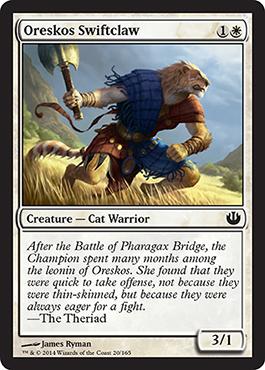 Oreskos Swiftclaw 1
Creature — Cat Warrior
After the Battle of Pharagax Bridge, the
Champion spent many months among
the leonin of Oreskos. She found that they
were quick to take offense, not because they
were thin-skinned, but because they were
always eager for a fight.
—The Theriad
3/1
James Ryman
™ & © 2014 Wizards of the Coast 20/165